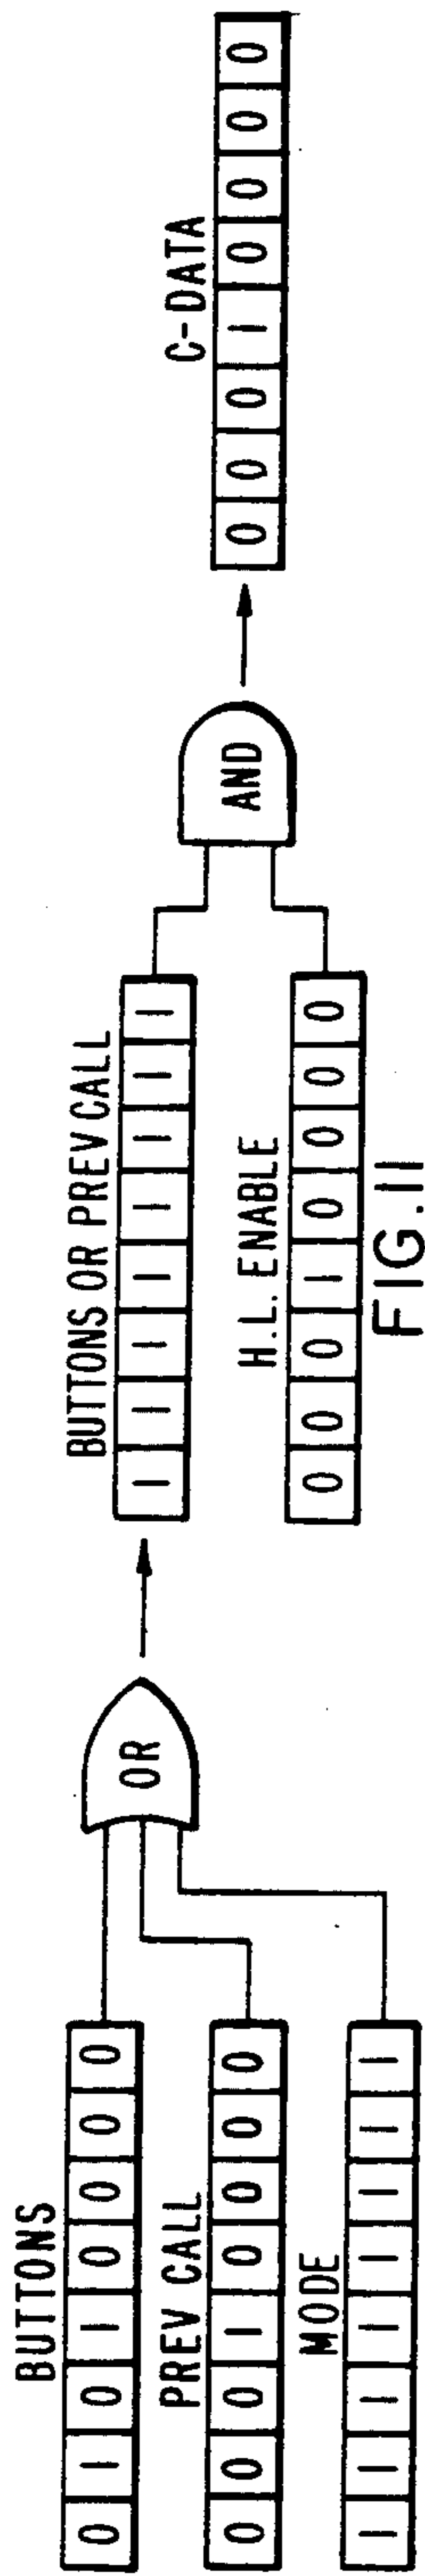 BUTTONS
0 1 0 1 0 0 0 0
PREV CALL
0 0 0 1 0 0 0 0
MODE
1 1 1 1 1 1 1 1
OR
BUTTONS OR PREV CALL
1 1 1 1 1 1 1 1
H.L. ENABLE
0 0 0 1 0 0 0 0
AND
C-DATA
0 0 0 1 0 0 0 0
FIG.11